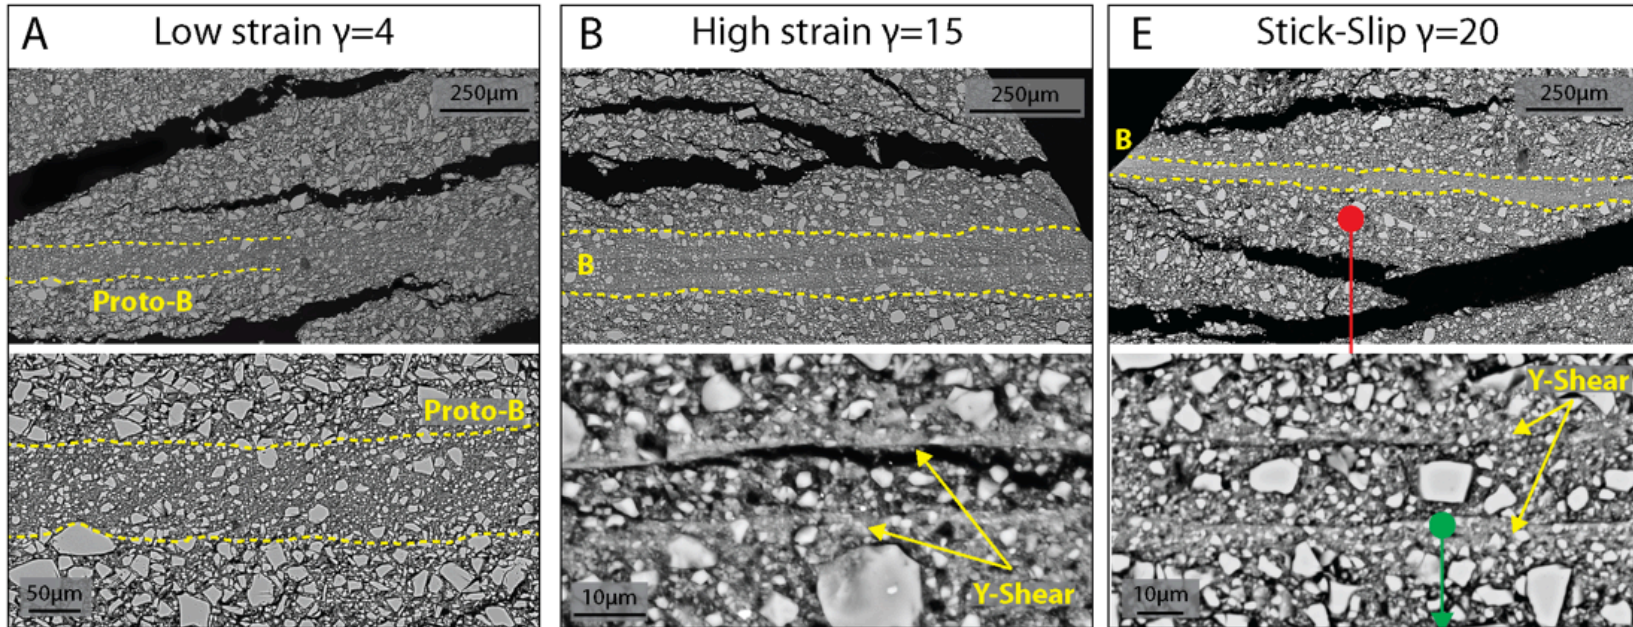 A Low strain γ=4
250μm
Proto-B
Proto-B
50μm
B High strain γ=15
250μm
B
Y-Shear
10μm
E Stick-Slip γ=20
250μm
B
Y-Shear
10μm